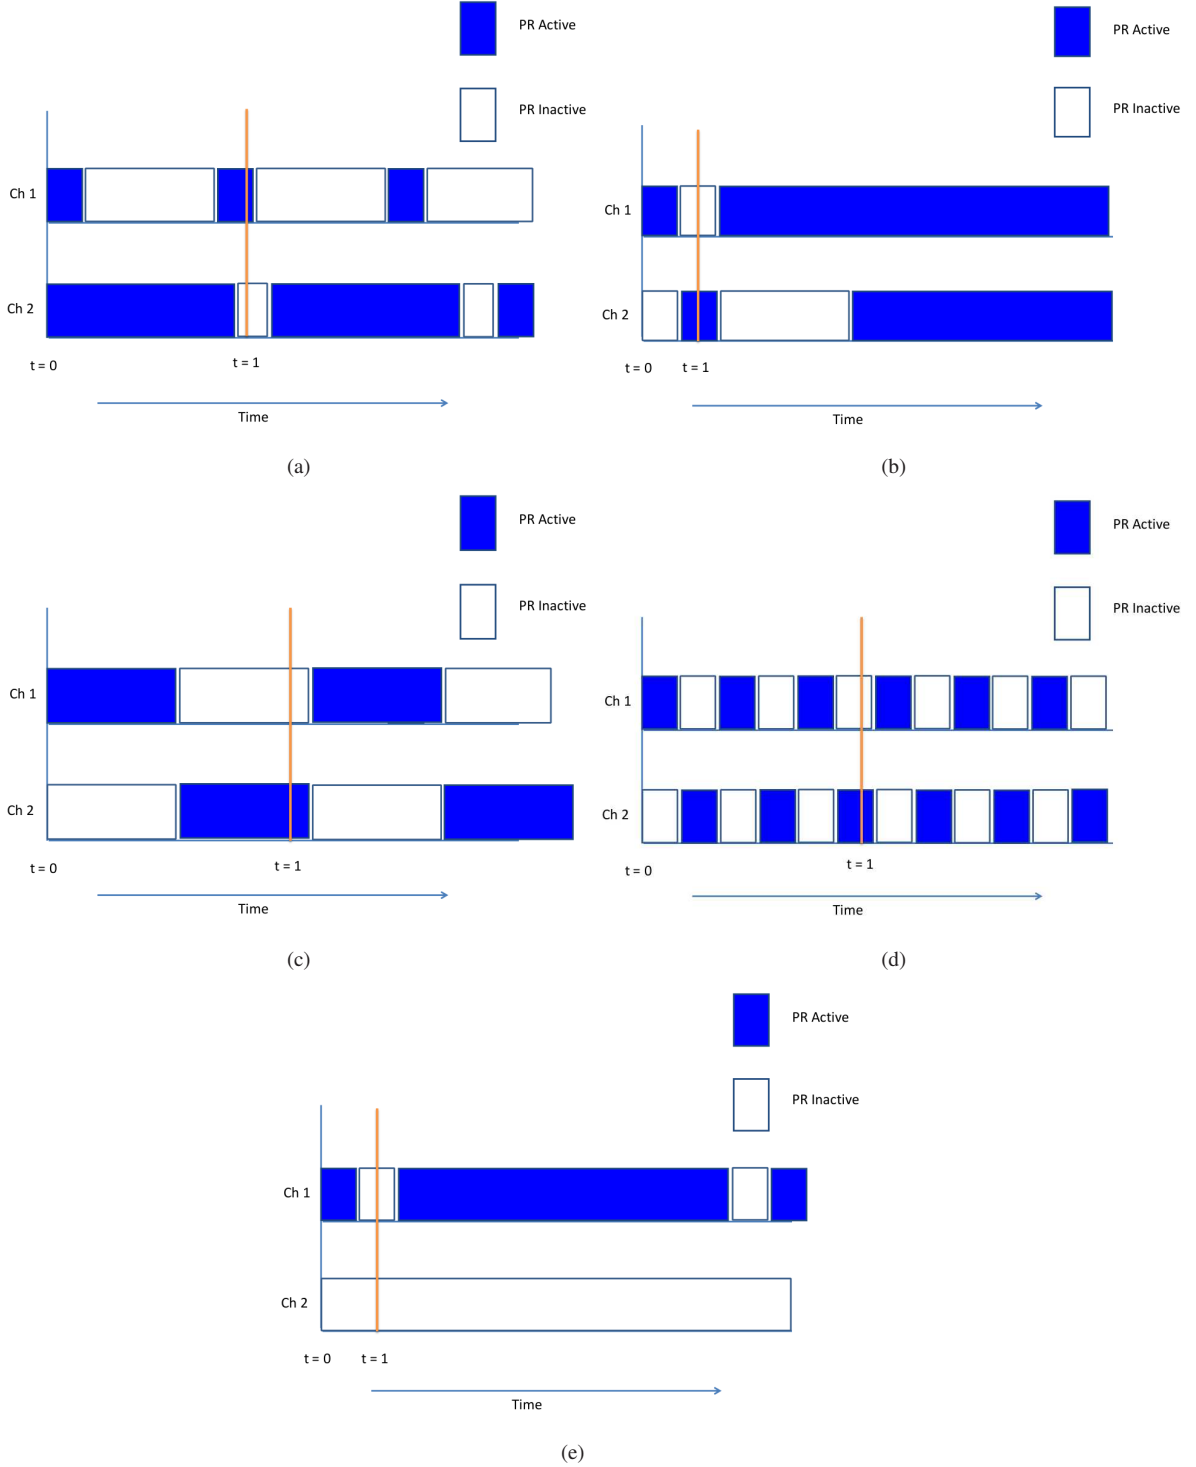 PR Active
PR Inactive
Ch 1
Ch 2
t = 0
t = 1
Time
(a)
PR Active
PR Inactive
Ch 1
Ch 2
t = 0
t = 1
Time
(b)
PR Active
PR Inactive
Ch 1
Ch 2
t = 0
t = 1
Time
(c)
PR Active
PR Inactive
Ch 1
Ch 2
t = 0
t = 1
Time
(d)
PR Active
PR Inactive
Ch 1
Ch 2
t = 0
t = 1
Time
(e)